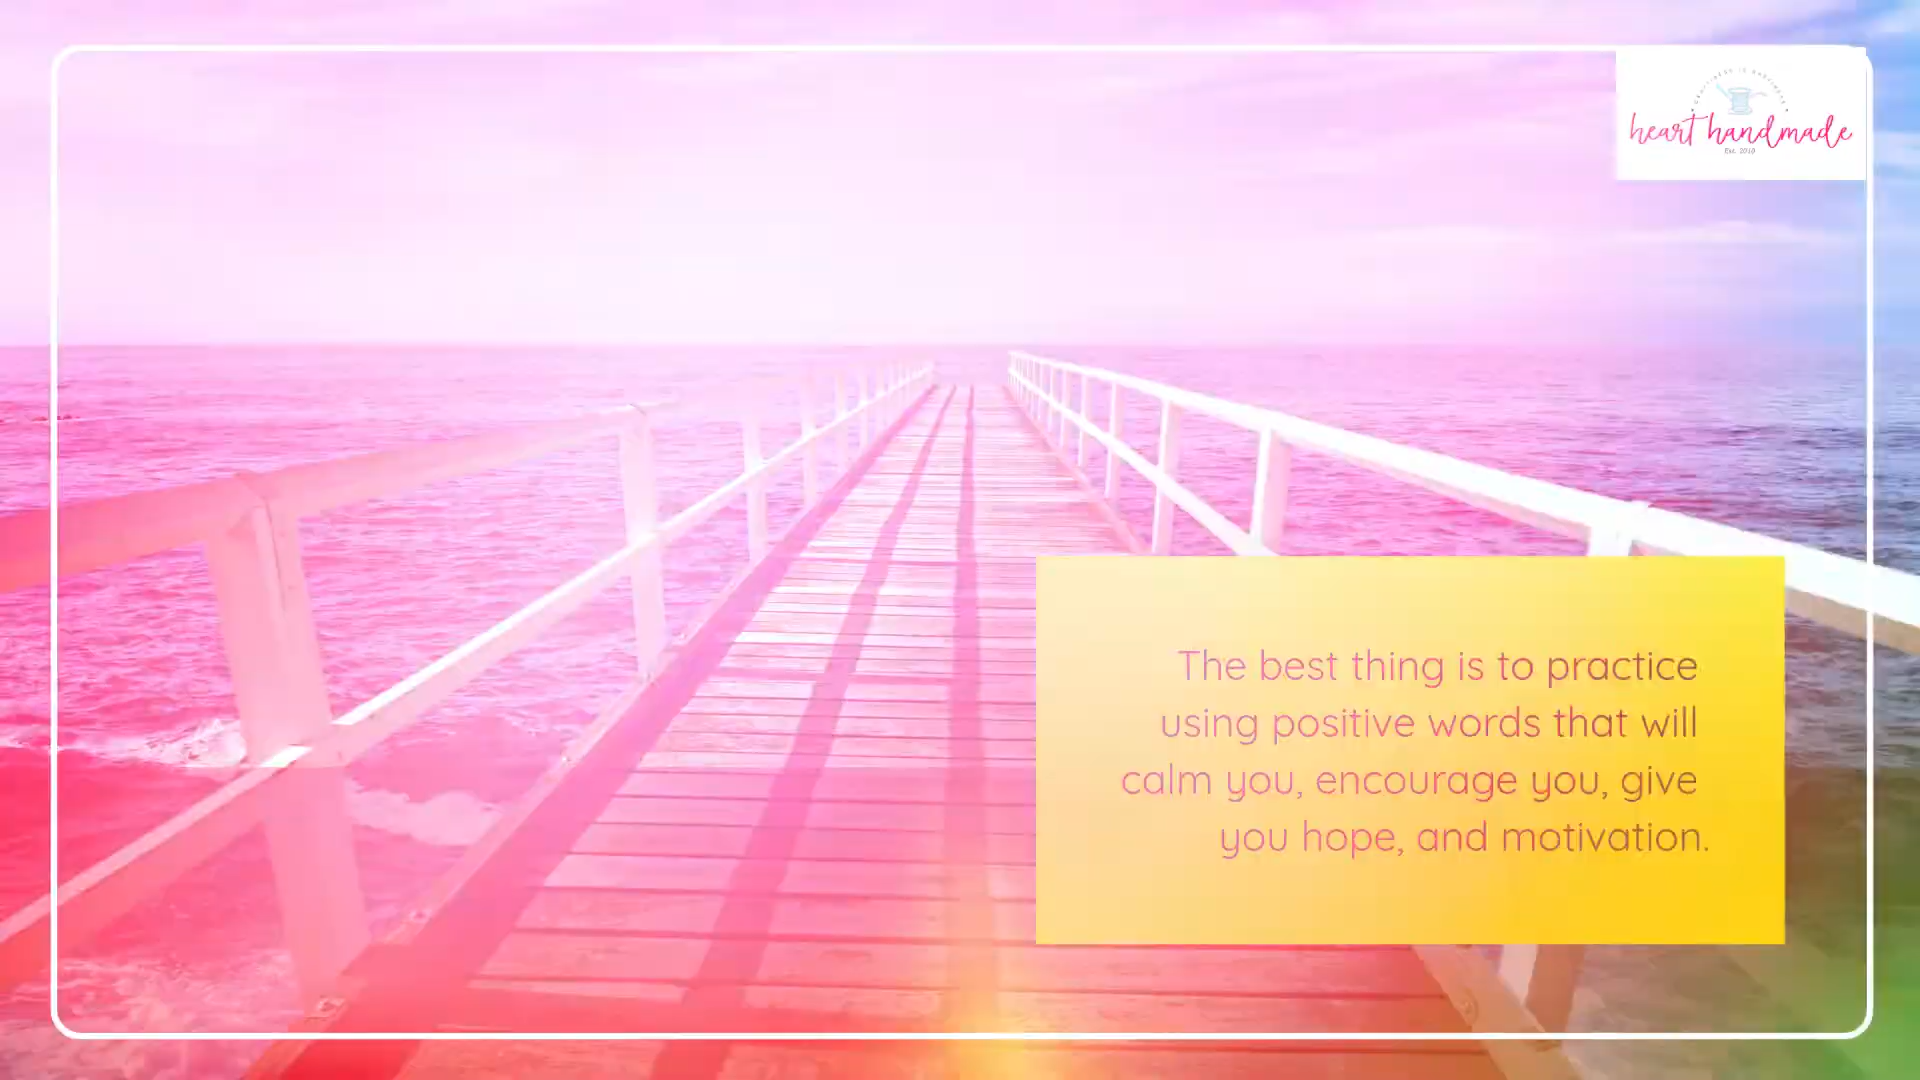 heart handmade
Est. 2010
The best thing is to practice
using positive words that will
calm you, encourage you, give
you hope, and motivation.